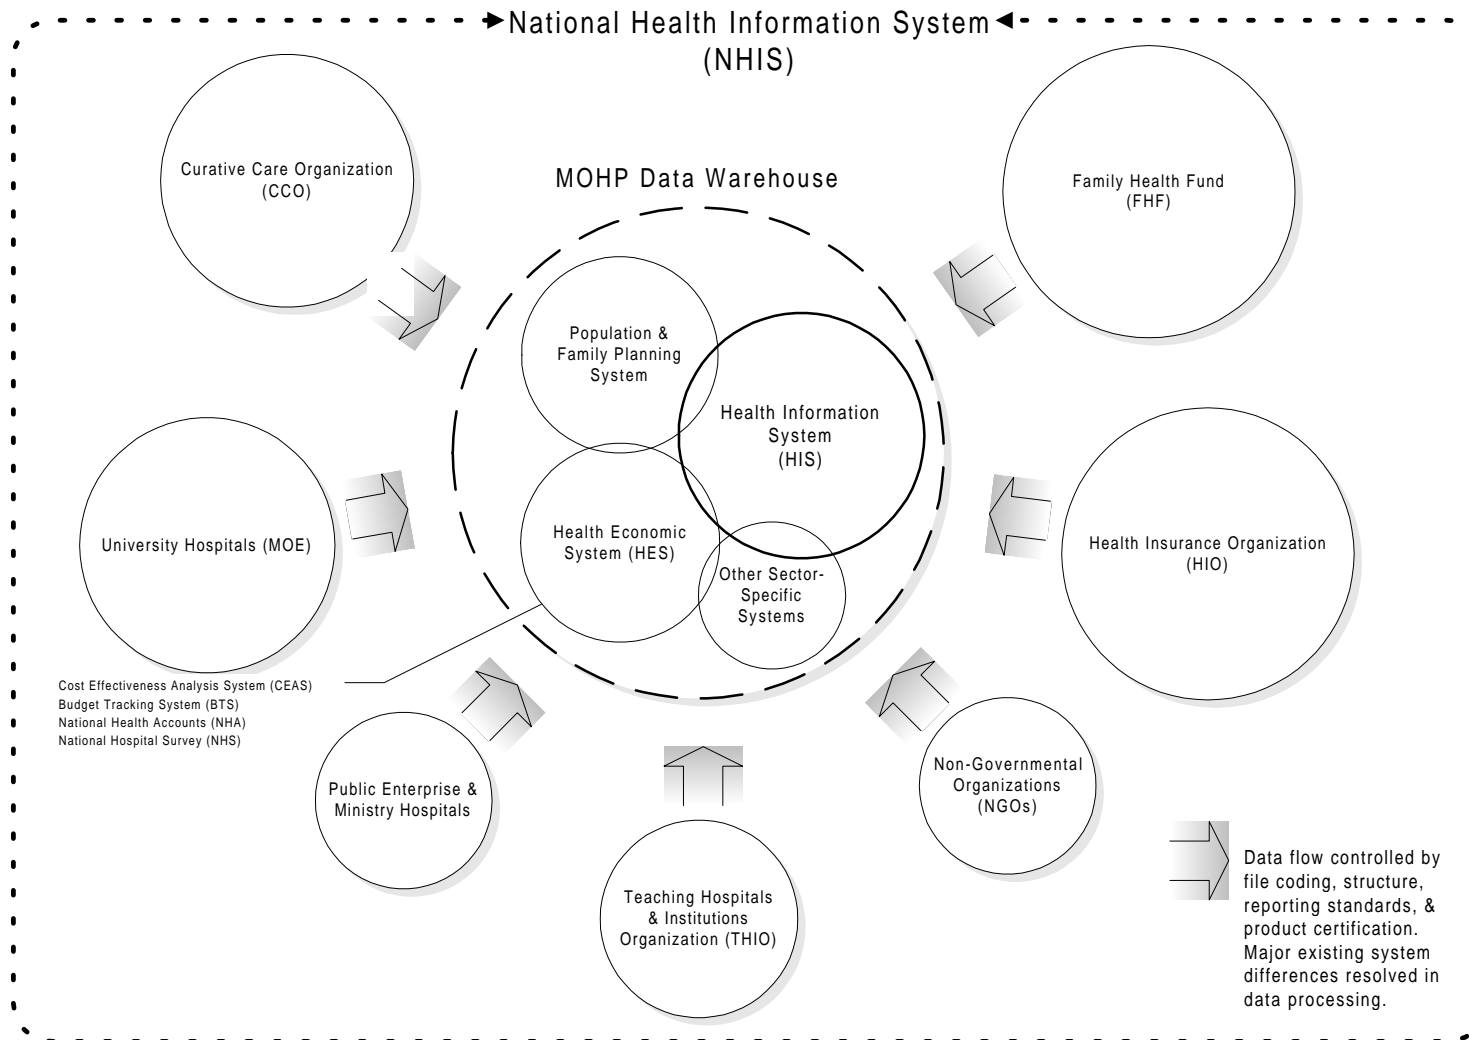 National Health Information System
(NHIS)
Curative Care Organization
(CCO)
MOHP Data Warehouse
Family Health Fund
(FHF)
Population &
Family Planning
System
Health Information
System
(HIS)
University Hospitals (MOE)
Health Economic
System (HES)
Other Sector-
Specific
Systems
Health Insurance Organization
(HIO)
Cost Effectiveness Analysis System (CEAS)
Budget Tracking System (BTS)
National Health Accounts (NHA)
National Hospital Survey (NHS)
Public Enterprise &
Ministry Hospitals
Non-Governmental
Organizations
(NGOs)
Teaching Hospitals
& Institutions
Organization (THIO)
Data flow controlled by
file coding, structure,
reporting standards, &
product certification.
Major existing system
differences resolved in
data processing.